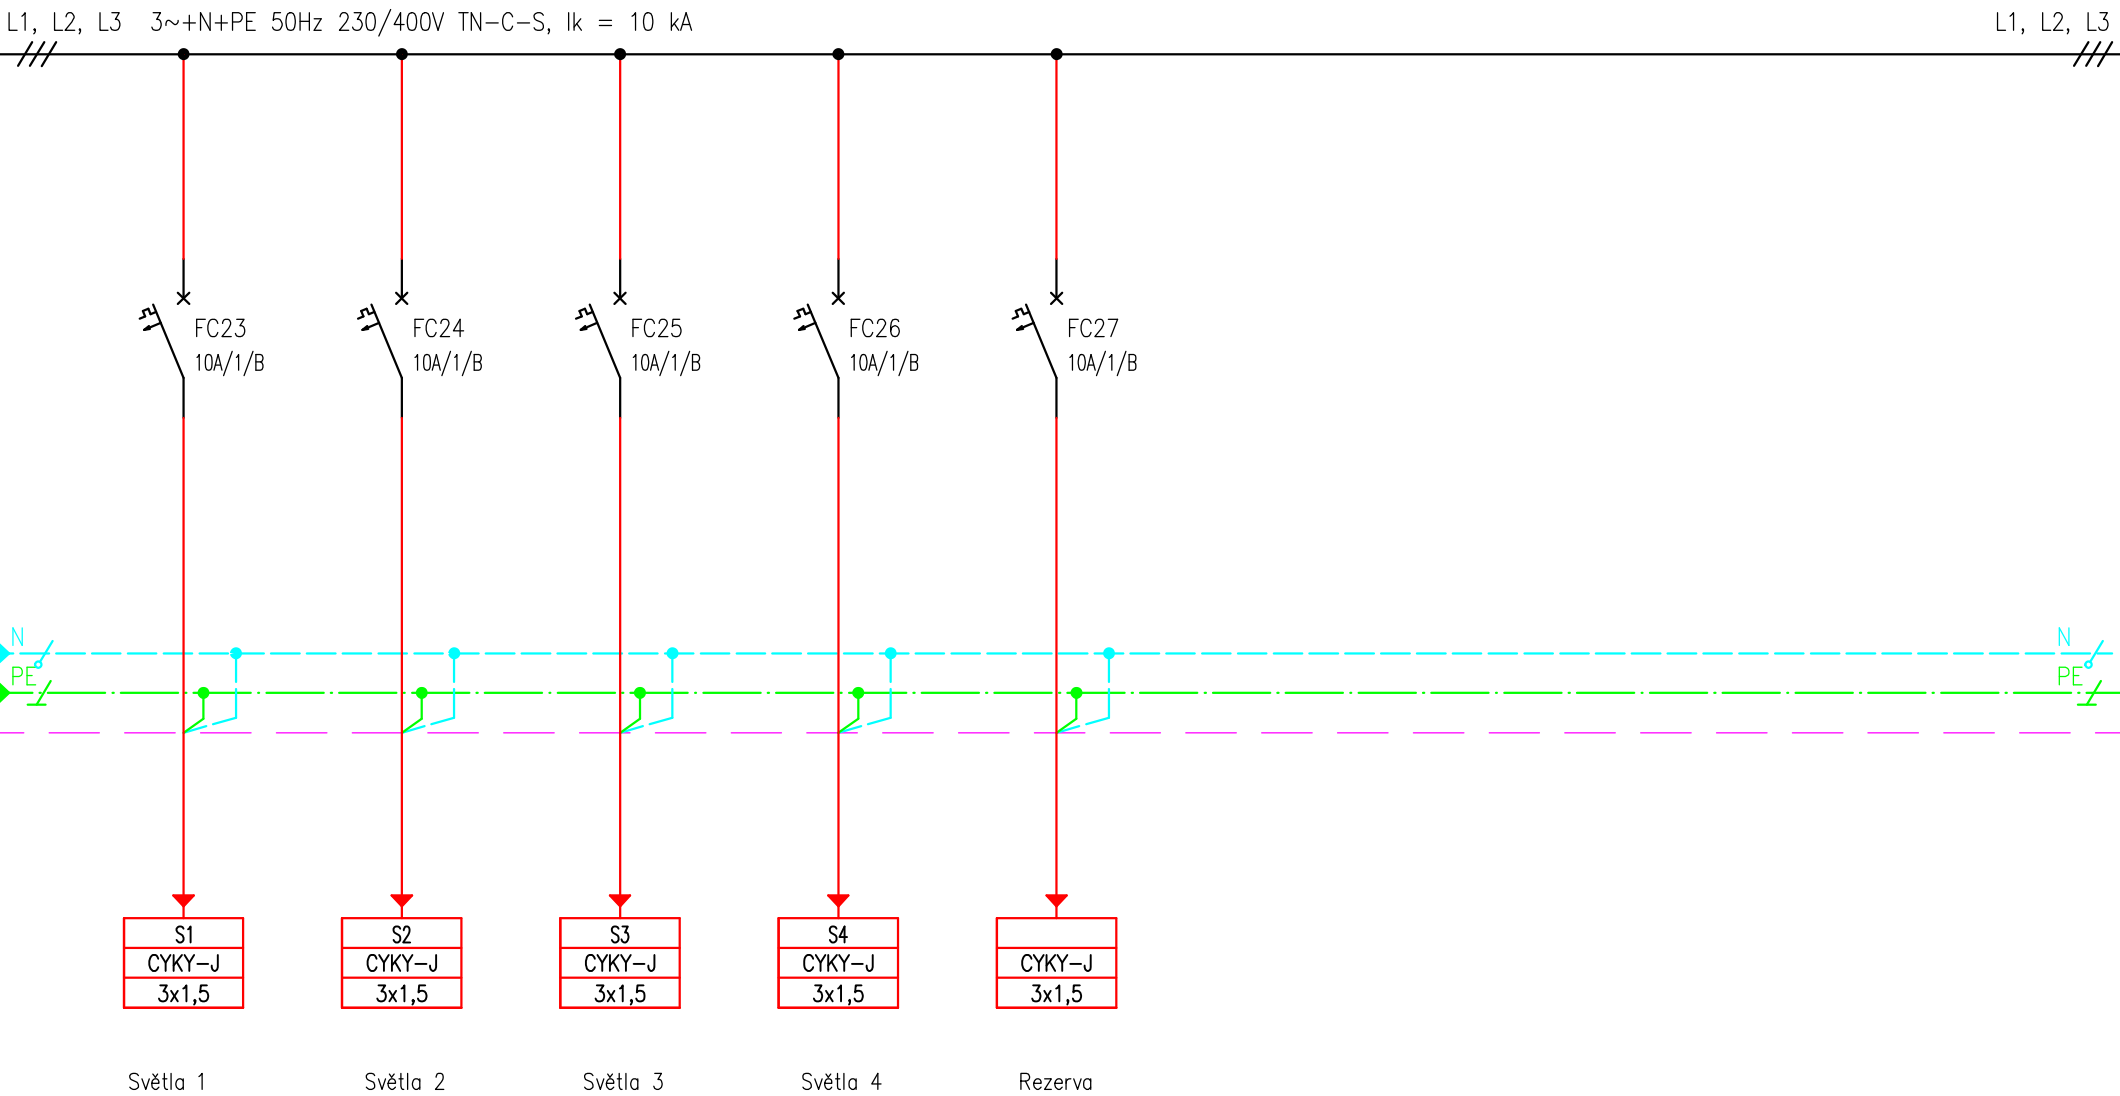 L1, L2, L3 3~+N+PE 50Hz 230/400V TN-C-S, Ik = 10 kA
L1, L2, L3
FC23
10A/1/B
FC24
10A/1/B
FC25
10A/1/B
FC26
10A/1/B
FC27
10A/1/B
N
PE
N
PE
S1
CYKY-J
3x1,5
S2
CYKY-J
3x1,5
S3
CYKY-J
3x1,5
S4
CYKY-J
3x1,5
CYKY-J
3x1,5
Světla 1
Světla 2
Světla 3
Světla 4
Rezerva